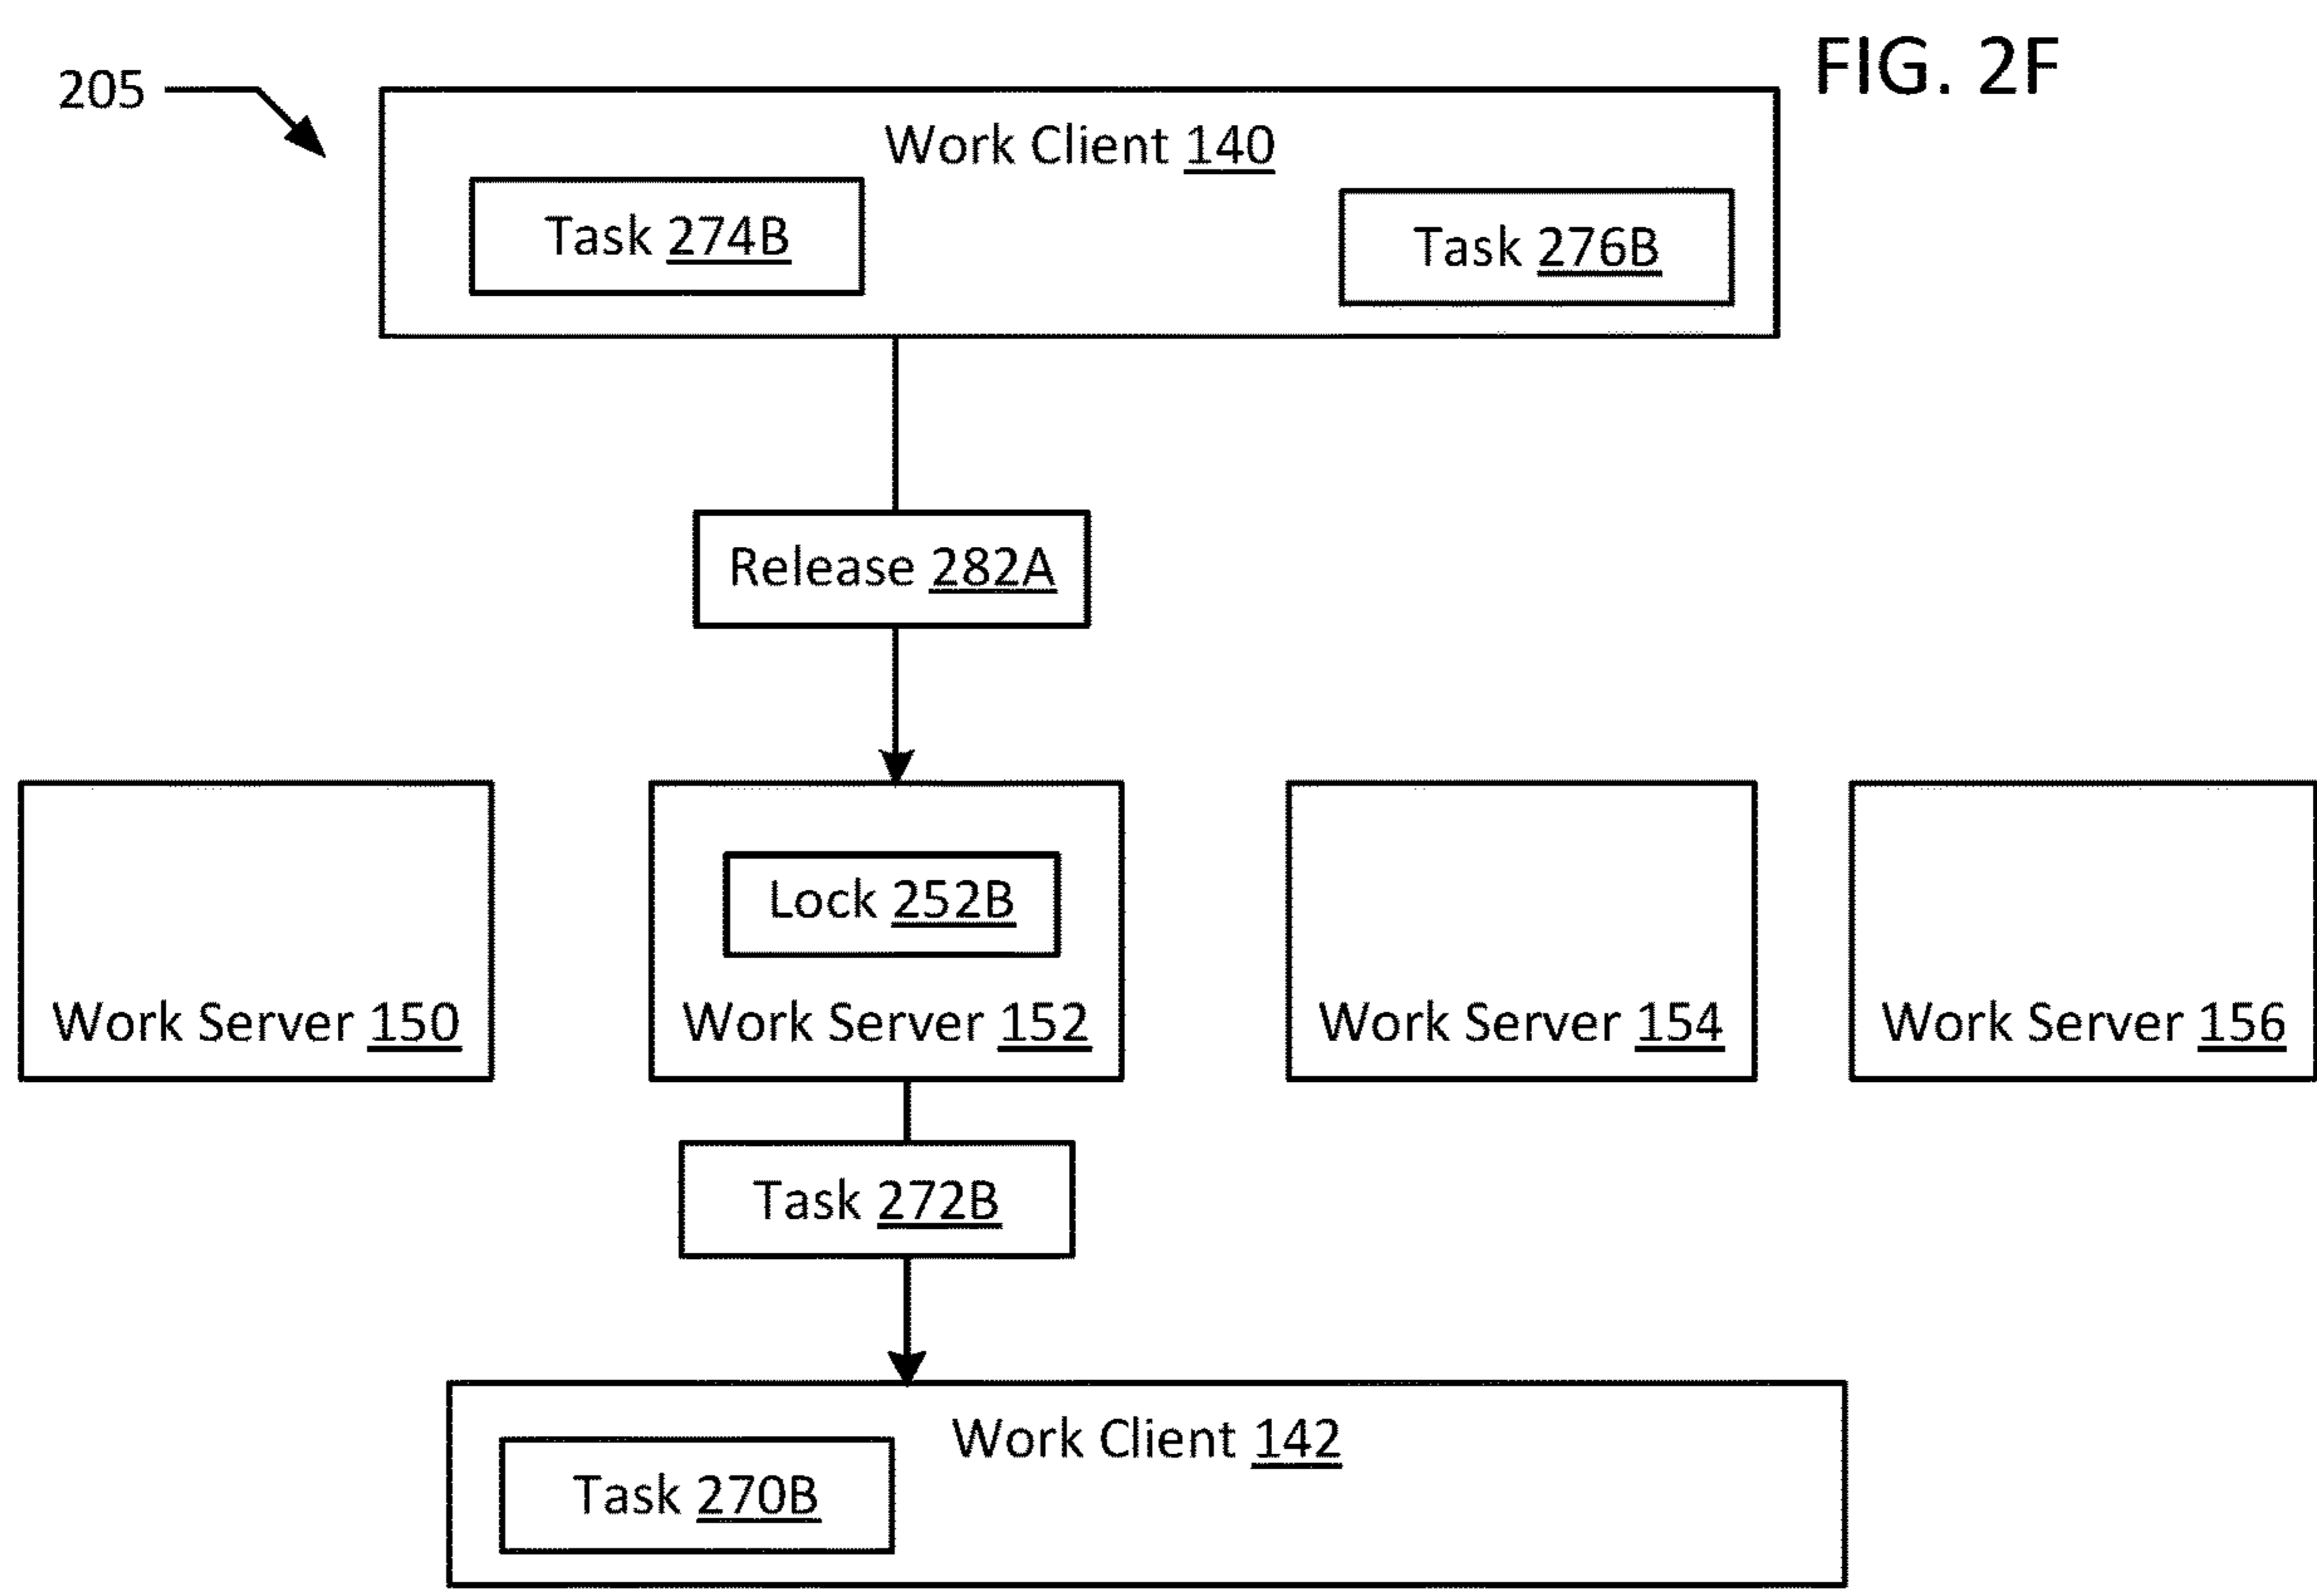 FIG. 2F
205
Work Client 140
Task 274B
Task 276B
Release 282A
Lock 252B
Work Server 150
Work Server 152
Work Server 154
Work Server 156
Task 272B
Work Client 142
Task 270B